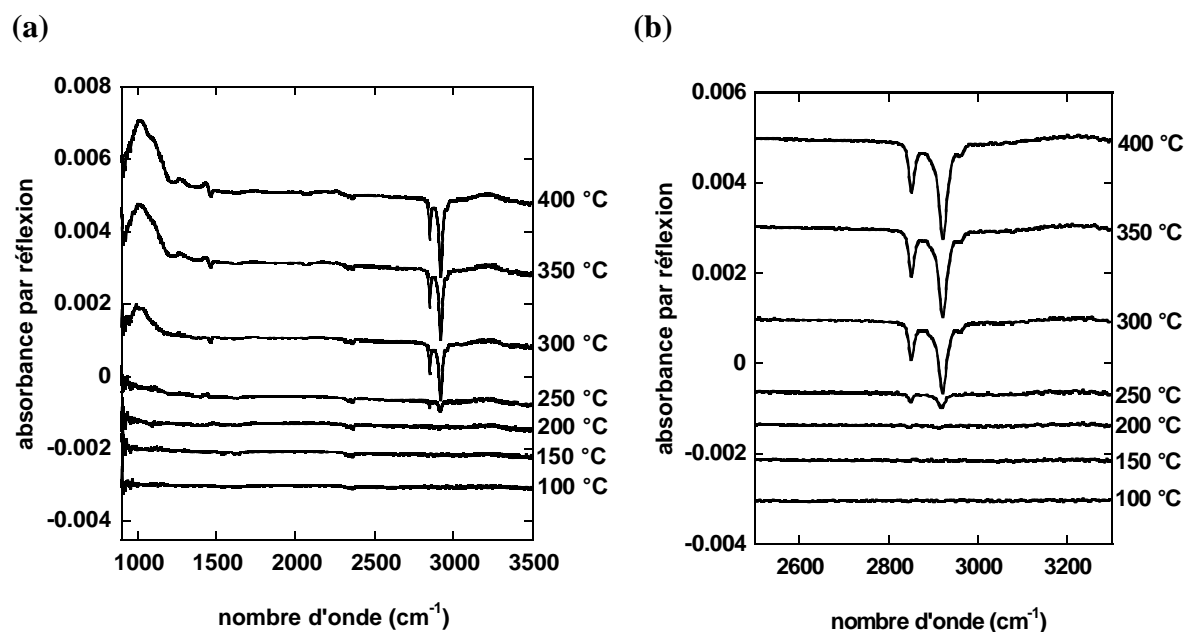 (a)
absorbance par réflexion
0.008
0.006
0.004
0.002
0
-0.002
-0.004
400 °C
350 °C
300 °C
250 °C
200 °C
150 °C
100 °C
1000 1500 2000 2500 3000 3500
nombre d'onde (cm-1)
(b)
absorbance par réflexion
0.006
0.004
0.002
0
-0.002
-0.004
400 °C
350 °C
300 °C
250 °C
200 °C
150 °C
100 °C
2600 2800 3000 3200
nombre d'onde (cm-1)